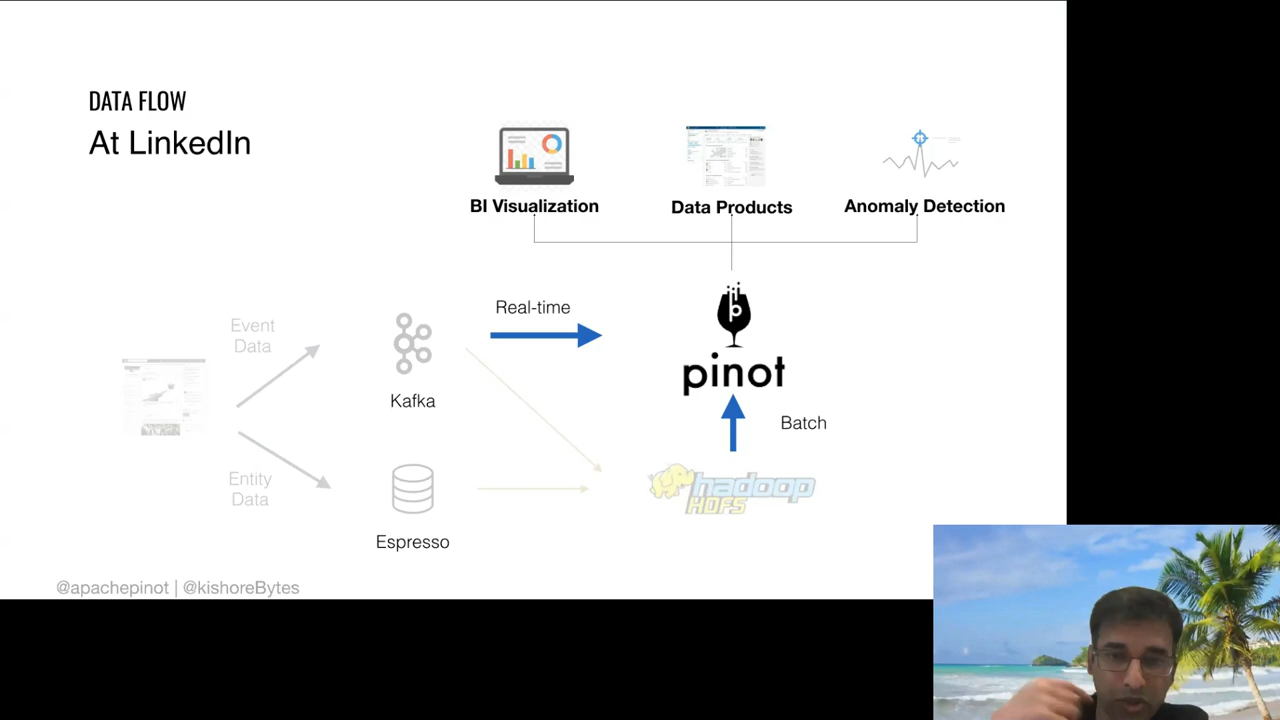 DATA FLOW
At LinkedIn
BI Visualization
Data Products
Anomaly Detection
Real-time
Event
Data
pinot
Kafka
Batch
Entity
Data
hadoop
HDFS
Espresso
@apachepinot | @kishoreBytes